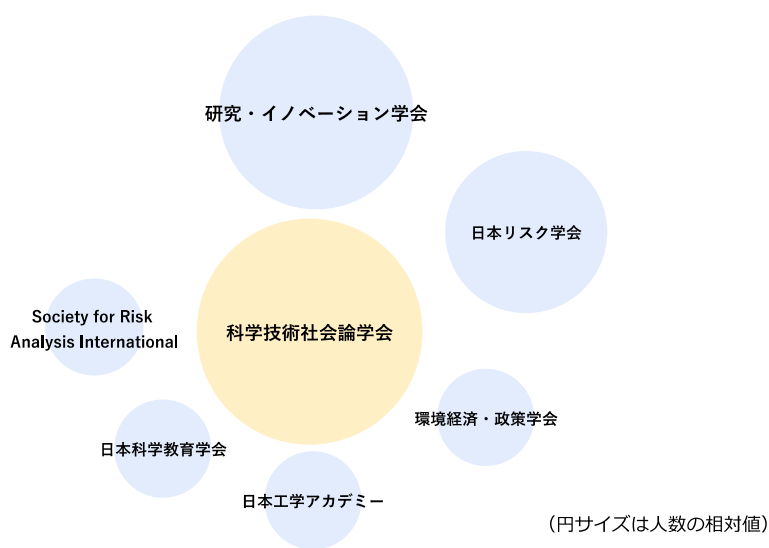 研究・イノベーション学会
日本リスク学会
Society for Risk
Analysis International
科学技術社会論学会
環境経済・政策学会
日本科学教育学会
日本工学アカデミー
（円サイズは人数の相対値）